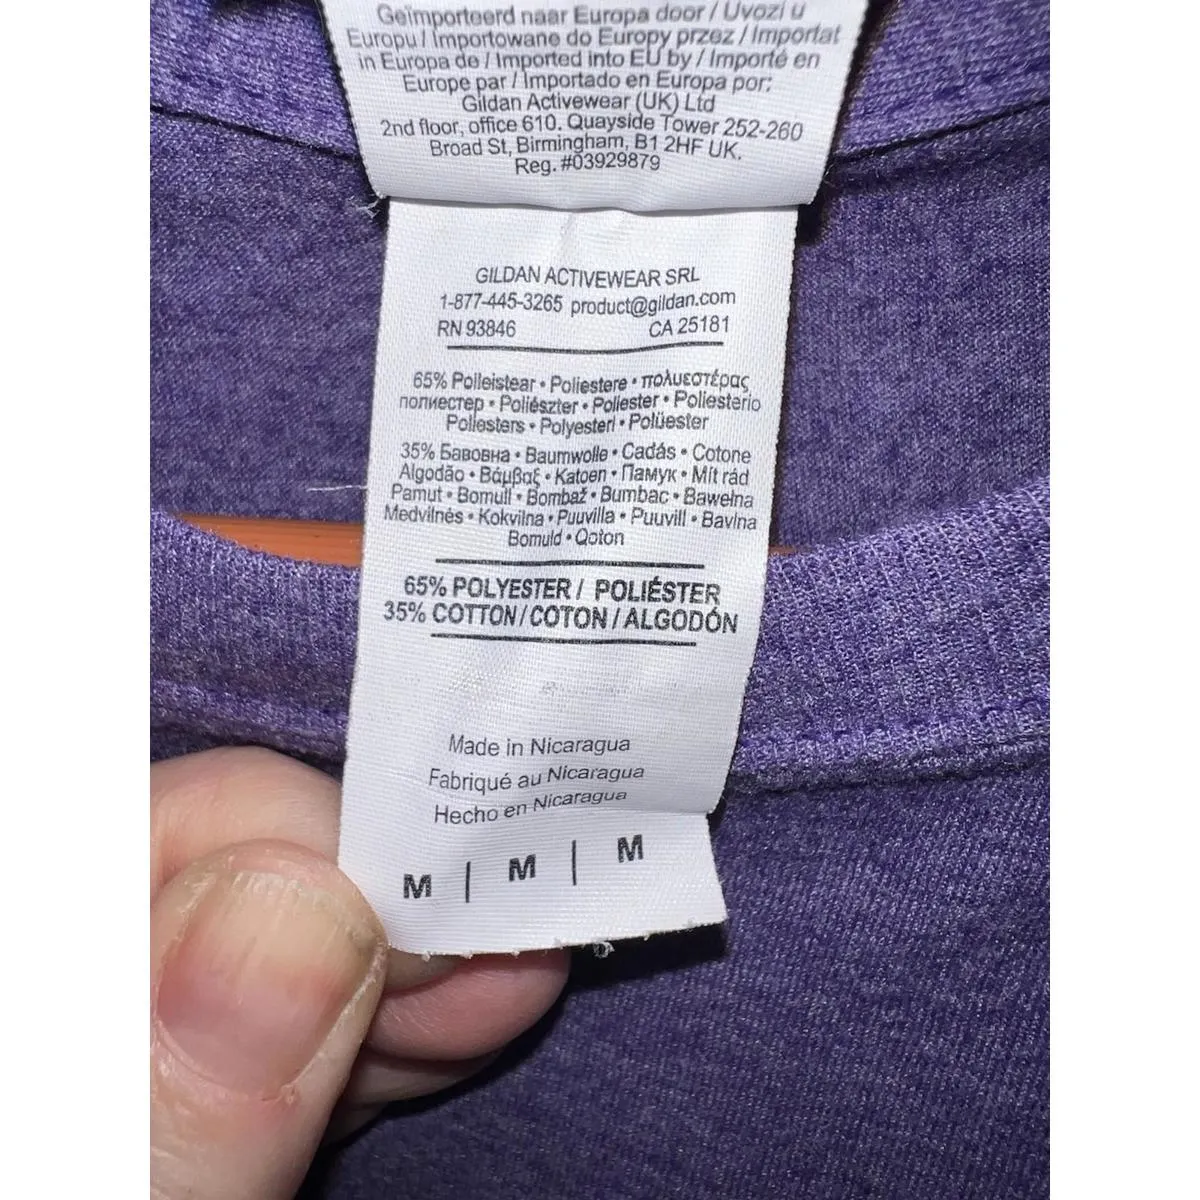 Geïmporteerd naar Europa door / Uvozi u
Europu / Importowane do Europy przez / Importat
in Europa de / Imported into EU by / Importé en
Europe par / Importado en Europa por:
Gildan Activewear (UK) Ltd
2nd floor, office 610. Quayside Tower 252-260
Broad St, Birmingham, B1 2HF UK.
Reg. #03929879
GILDAN ACTIVEWEAR SRL
1-877-445-3265 product@gildan.com
RN 93846 CA 25181
65% Poileistear • Poliestere • πολυεστέρας
полиестер • Poliészter • Poliester • Poliesterio
Poliesters • Polyesteri • Polüester
35% Бавовна • Baumwolle • Cadás • Cotone
Algodão • Βάμβαξ • Katoen • Памук • Mit rád
Pamut • Bomull • Bombaž • Bumbac • Bawełna
Medvilnės • Kokvilna • Puuvilla • Puuvill • Bavlna
Bomuld • Qoton
65% POLYESTER / POLIÉSTER
35% COTTON / COTON / ALGODÓN
Made in Nicaragua
Fabriqué au Nicaragua
Hecho en Nicaragua
M | M | M